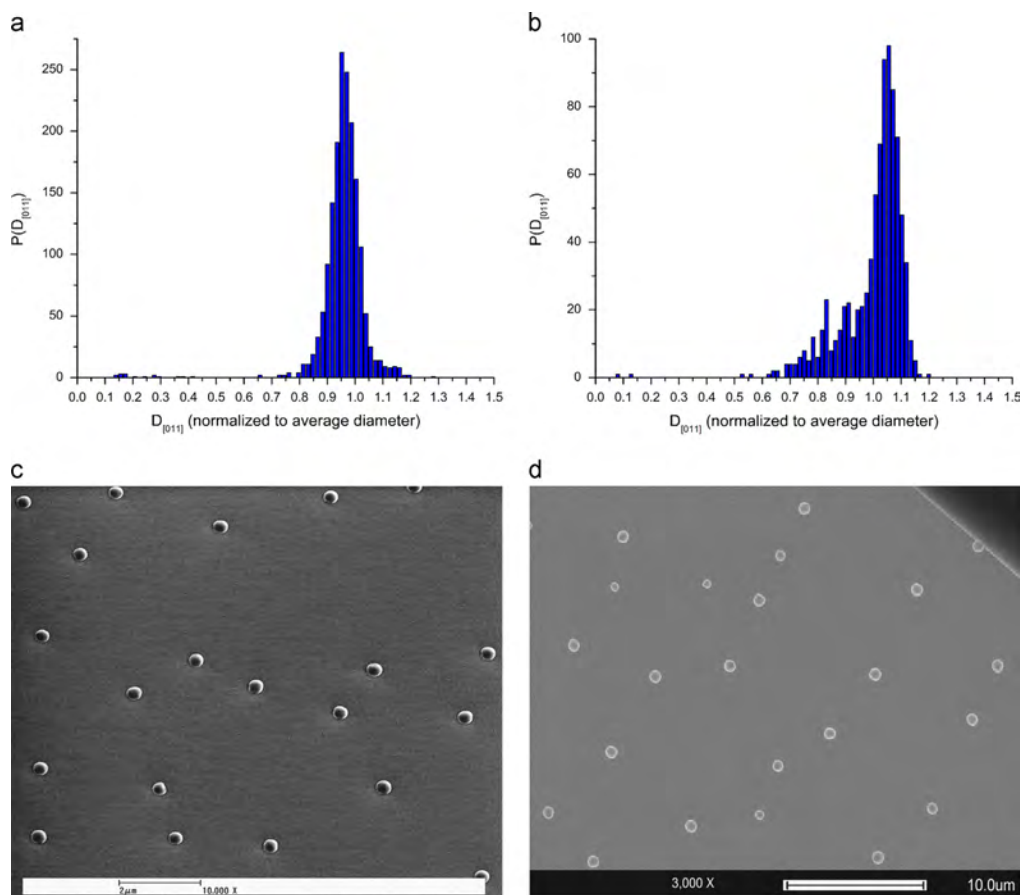 a
250
200
150
100
50
0
P(D[011])
0.0 0.1 0.2 0.3 0.4 0.5 0.6 0.7 0.8 0.9 1.0 1.1 1.2 1.3 1.4 1.5
D[011] (normalized to average diameter)
b
100
80
60
40
20
0
P(D[011])
0.0 0.1 0.2 0.3 0.4 0.5 0.6 0.7 0.8 0.9 1.0 1.1 1.2 1.3 1.4 1.5
D[011] (normalized to average diameter)
c
2μm 10,000 X
d
3,000 X 10.0um